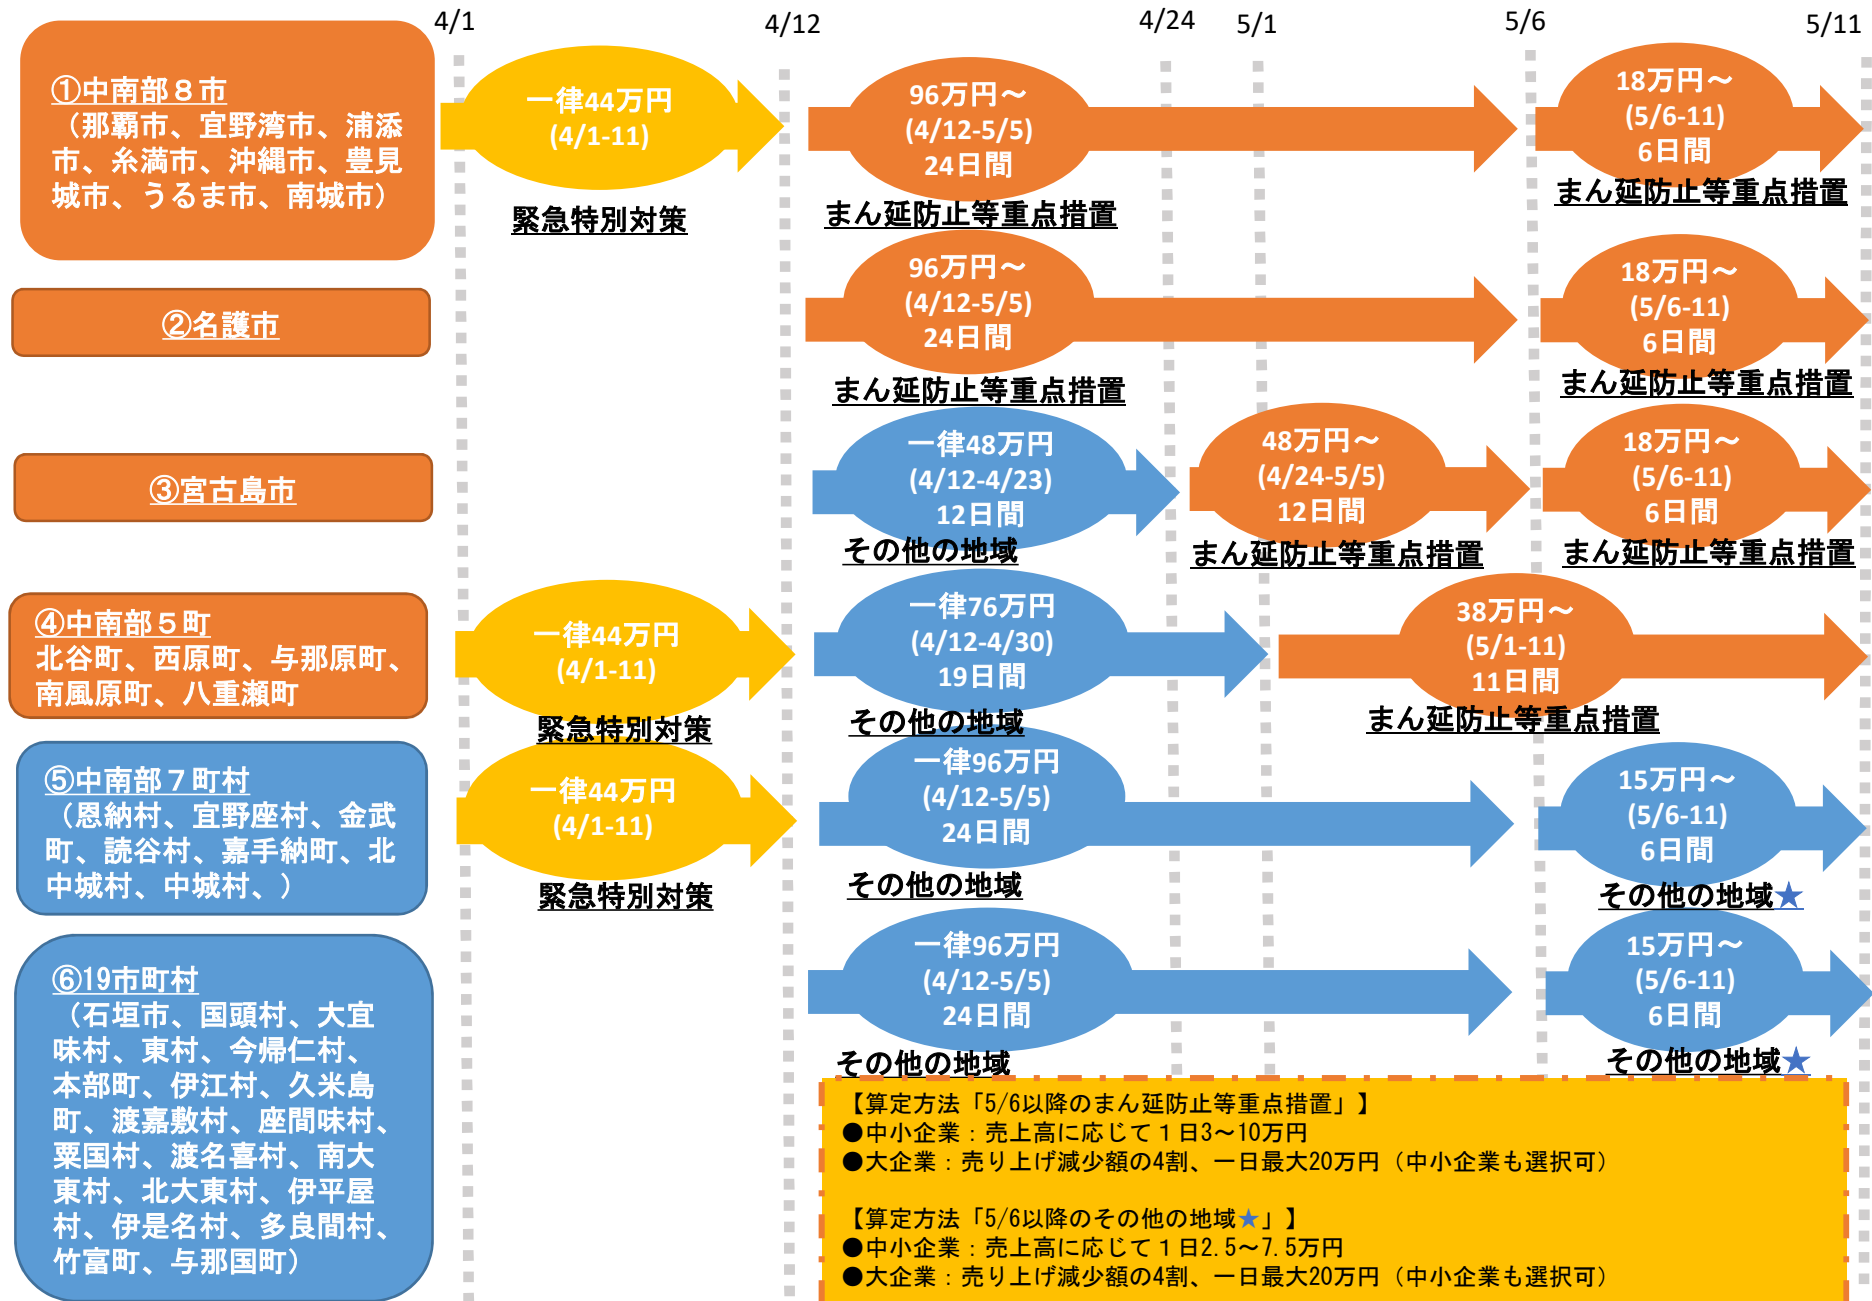 4/1
4/12
4/24
5/1
5/6
5/11
①中南部８市
（那覇市、宜野湾市、浦添
市、糸満市、沖縄市、豊見
城市、うるま市、南城市）
一律44万円
(4/1-11)
緊急特別対策
96万円～
(4/12-5/5)
24日間
まん延防止等重点措置
18万円～
(5/6-11)
6日間
まん延防止等重点措置
②名護市
96万円～
(4/12-5/5)
24日間
まん延防止等重点措置
18万円～
(5/6-11)
6日間
まん延防止等重点措置
③宮古島市
一律48万円
(4/12-4/23)
12日間
その他の地域
48万円～
(4/24-5/5)
12日間
まん延防止等重点措置
18万円～
(5/6-11)
6日間
まん延防止等重点措置
④中南部５町
北谷町、西原町、与那原町、
南風原町、八重瀬町
一律44万円
(4/1-11)
緊急特別対策
一律76万円
(4/12-4/30)
19日間
その他の地域
38万円～
(5/1-11)
11日間
まん延防止等重点措置
⑤中南部７町村
（恩納村、宜野座村、金武
町、読谷村、嘉手納町、北
中城村、中城村、）
一律44万円
(4/1-11)
緊急特別対策
一律96万円
(4/12-5/5)
24日間
その他の地域
15万円～
(5/6-11)
6日間
その他の地域★
⑥19市町村
（石垣市、国頭村、大宜
味村、東村、今帰仁村、
本部町、伊江村、久米島
町、渡嘉敷村、座間味村、
粟国村、渡名喜村、南大
東村、北大東村、伊平屋
村、伊是名村、多良間村、
竹富町、与那国町）
一律96万円
(4/12-5/5)
24日間
その他の地域
15万円～
(5/6-11)
6日間
その他の地域★
【算定方法「5/6以降のまん延防止等重点措置」】
●中小企業：売上高に応じて１日3～10万円
●大企業：売り上げ減少額の4割、一日最大20万円（中小企業も選択可）
【算定方法「5/6以降のその他の地域★」】
●中小企業：売上高に応じて１日2.5～7.5万円
●大企業：売り上げ減少額の4割、一日最大20万円（中小企業も選択可）